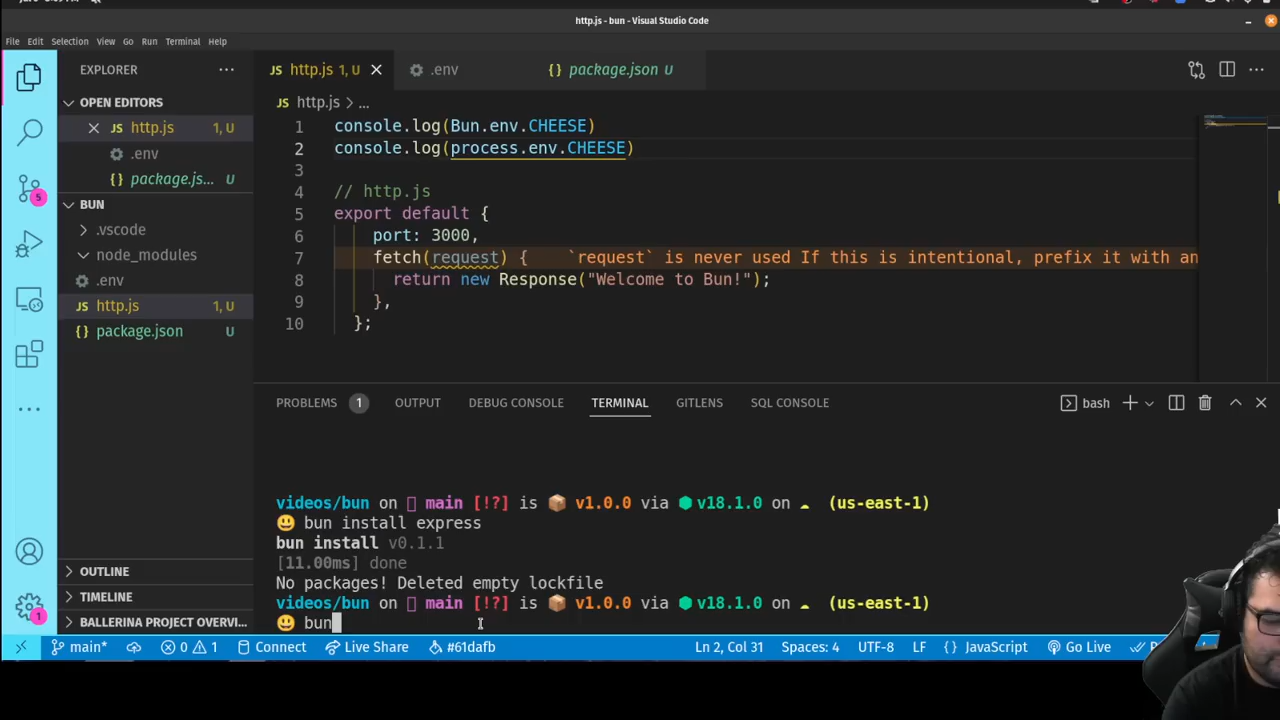 http.js - bun - Visual Studio Code
File Edit Selection View Go Run Terminal Help
EXPLORER
OPEN EDITORS
http.js 1, U
.env
package.js... U
BUN
.vscode
node_modules
.env
http.js 1, U
package.json U
OUTLINE
TIMELINE
BALLERINA PROJECT OVERVI...
JS http.js 1, U
.env
{} package.json U
JS http.js > ...
1 console.log(Bun.env.CHEESE)
2 console.log(process.env.CHEESE)
3
4 // http.js
5 export default {
6 port: 3000,
7 fetch(request) { `request` is never used If this is intentional, prefix it with an
8 return new Response("Welcome to Bun!");
9 },
10 };
PROBLEMS 1 OUTPUT DEBUG CONSOLE TERMINAL GITLENS SQL CONSOLE
bash
videos/bun on main [!?] is 📦 v1.0.0 via v18.1.0 on ☁ (us-east-1)
😃 bun install express
bun install v0.1.1
[11.00ms] done
No packages! Deleted empty lockfile
videos/bun on main [!?] is 📦 v1.0.0 via v18.1.0 on ☁ (us-east-1)
😃 bun
main* 0 1 Connect Live Share #61dafb Ln 2, Col 31 Spaces: 4 UTF-8 LF {} JavaScript Go Live